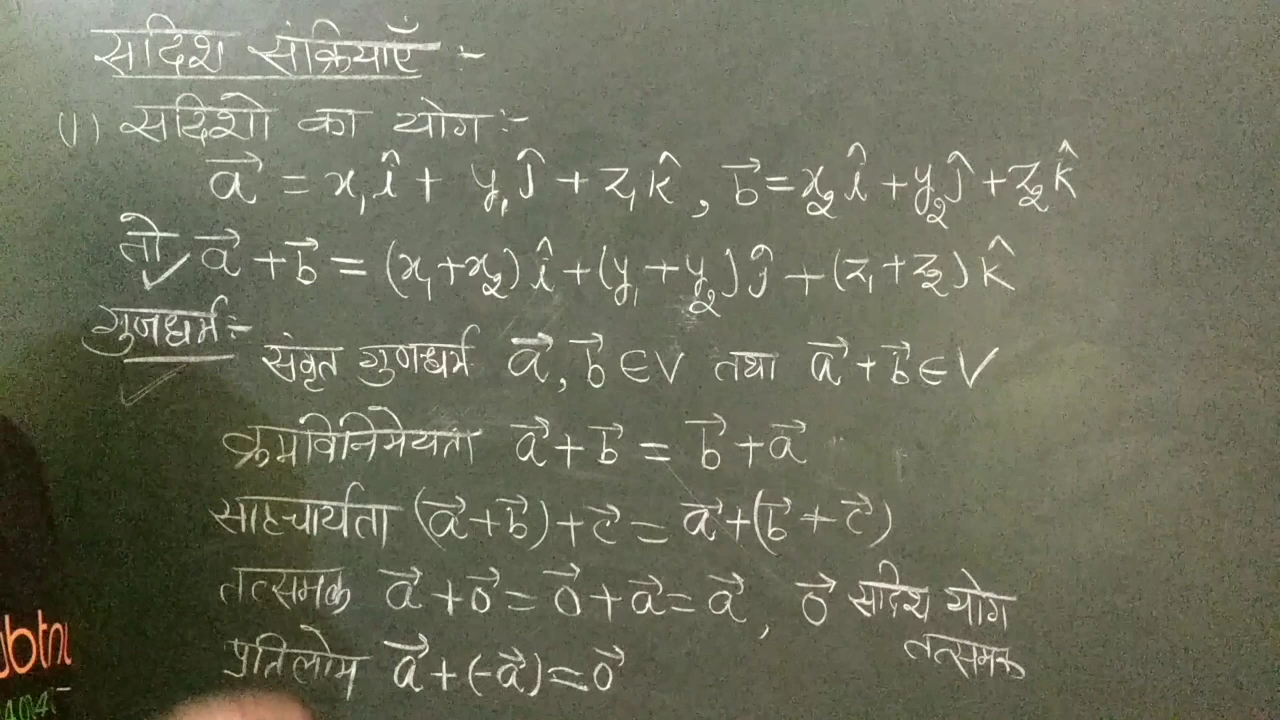 सदिश संक्रियाएँ :-
(1) सदिशो का योग :-
a⃗ = x₁î + y₁ĵ + z₁k̂, b⃗ = x₂î + y₂ĵ + z₂k̂
तो a⃗ + b⃗ = (x₁+x₂)î + (y₁+y₂)ĵ + (z₁+z₂)k̂
गुणधर्म :-
संवृत गुणधर्म a⃗, b⃗ ∈ V तथा a⃗ + b⃗ ∈ V
क्रमविनिमेयता a⃗ + b⃗ = b⃗ + a⃗
साहचार्यता (a⃗ + b⃗) + c⃗ = a⃗ + (b⃗ + c⃗)
तत्समक a⃗ + 0⃗ = 0⃗ + a⃗ = a⃗, 0⃗ सदिश योग
तत्समक
प्रतिलोम a⃗ + (-a⃗) = 0⃗